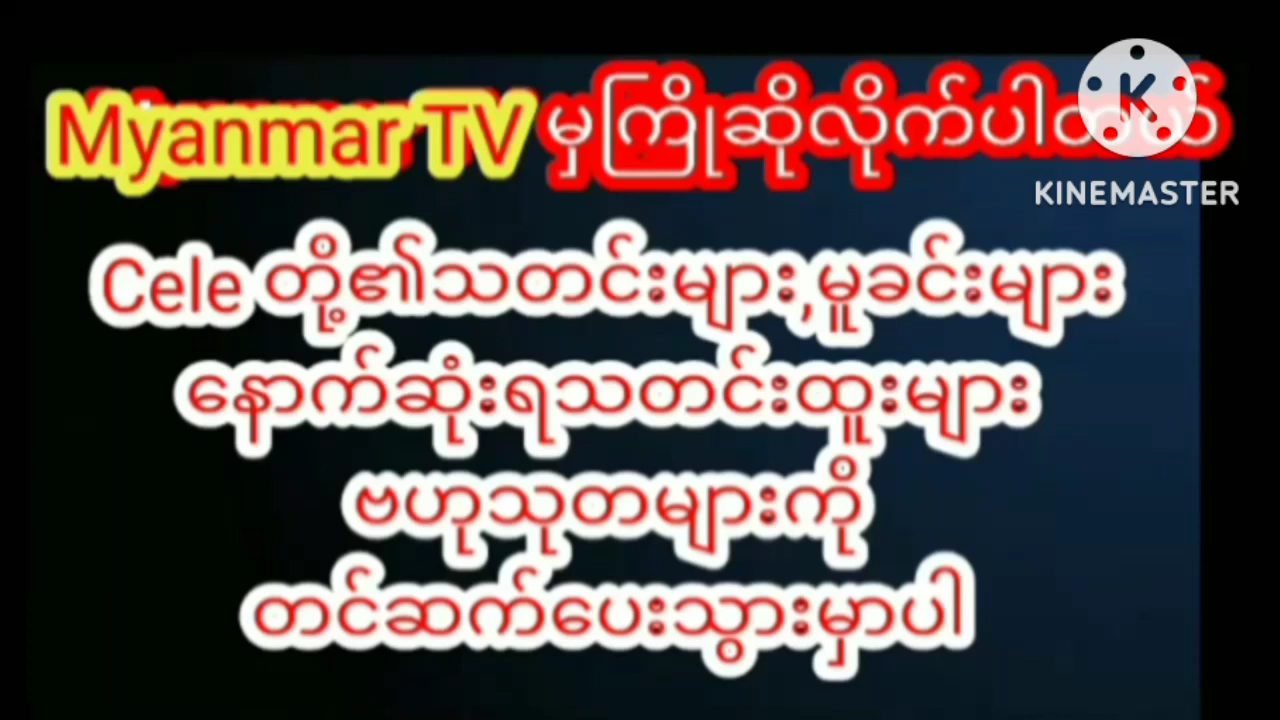 Myanmar TV မှကြိုဆိုလိုက်ပါတယ်
KINEMASTER
Cele တို့၏သတင်းများ,မူခင်းများ
နောက်ဆုံးရသတင်းထူးများ
ဗဟုသုတများကို
တင်ဆက်ပေးသွားမှာပါ